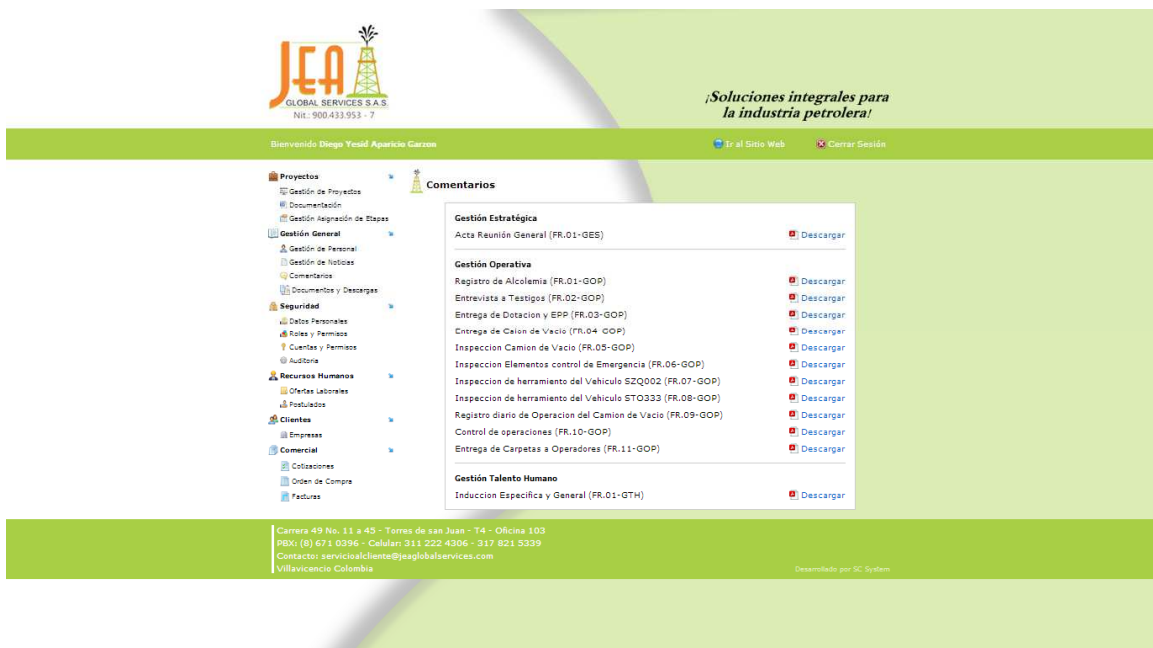 JEA
GLOBAL SERVICES S.A.S.
Nit.: 900.433.953 - 7
¡Soluciones integrales para
la industria petrolera!
Bienvenido Diego Yesid Aparicio Garzon
Ir al Sitio Web
Cerrar Sesión
Proyectos
Gestión de Proyectos
Documentación
Gestión Asignación de Etapas
Gestión General
Gestión de Personal
Gestión de Noticias
Comentarios
Documentos y Descargas
Seguridad
Datos Personales
Roles y Permisos
Cuentas y Permisos
Auditoria
Recursos Humanos
Ofertas Laborales
Postulados
Clientes
Empresas
Comercial
Cotizaciones
Orden de Compra
Facturas
Comentarios
Gestión Estratégica
Acta Reunión General (FR.01-GES) Descargar
Gestión Operativa
Registro de Alcolemia (FR.01-GOP) Descargar
Entrevista a Testigos (FR.02-GOP) Descargar
Entrega de Dotacion y EPP (FR.03-GOP) Descargar
Entrega de Caion de Vacio (FR.04-GOP) Descargar
Inspeccion Camion de Vacio (FR.05-GOP) Descargar
Inspeccion Elementos control de Emergencia (FR.06-GOP) Descargar
Inspeccion de herramiento del Vehiculo SZQ002 (FR.07-GOP) Descargar
Inspeccion de herramiento del Vehiculo STO333 (FR.08-GOP) Descargar
Registro diario de Operacion del Camion de Vacio (FR.09-GOP) Descargar
Control de operaciones (FR.10-GOP) Descargar
Entrega de Carpetas a Operadores (FR.11-GOP) Descargar
Gestión Talento Humano
Induccion Especifica y General (FR.01-GTH) Descargar
Carrera 49 No. 11 a 45 - Torres de san Juan - T4 - Oficina 103
PBX: (8) 671 0396 - Celular: 311 222 4306 - 317 821 5339
Contacto: servicioalcliente@jeaglobalservices.com
Villavicencio Colombia
Desarrollado por SC System